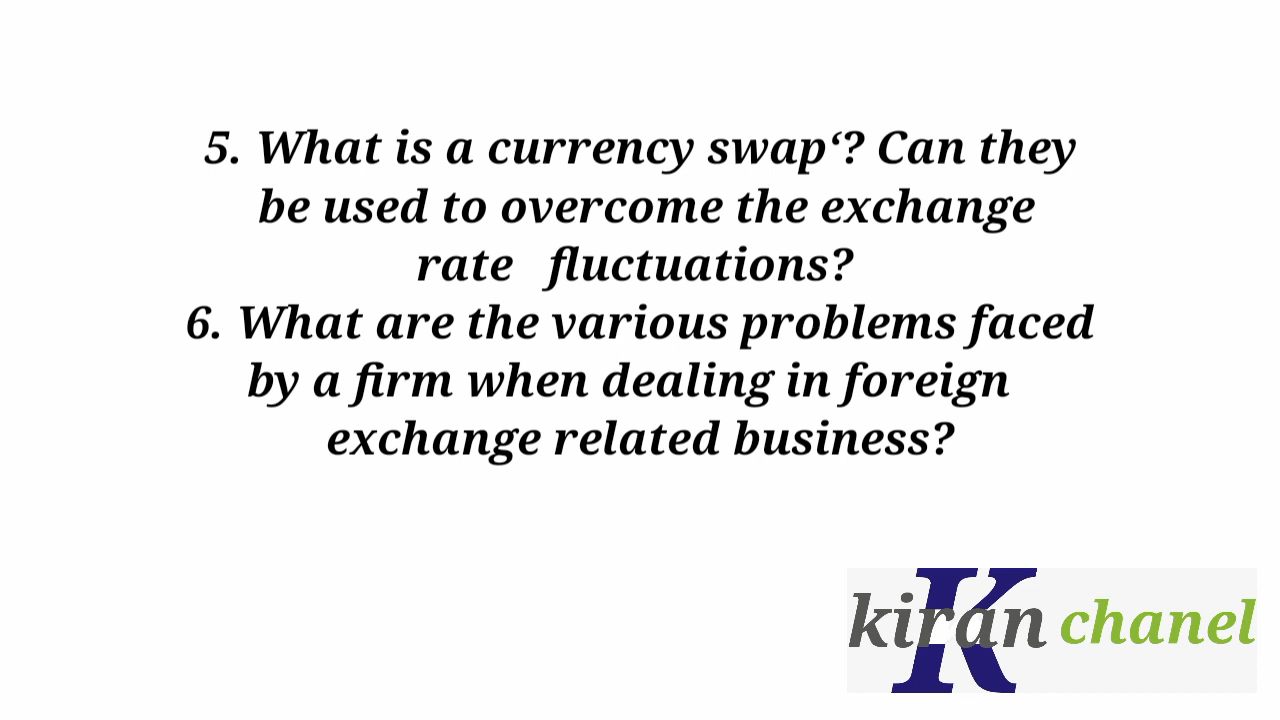 5. What is a currency swap‘? Can they
be used to overcome the exchange
rate fluctuations?
6. What are the various problems faced
by a firm when dealing in foreign
exchange related business?
K
kiran chanel